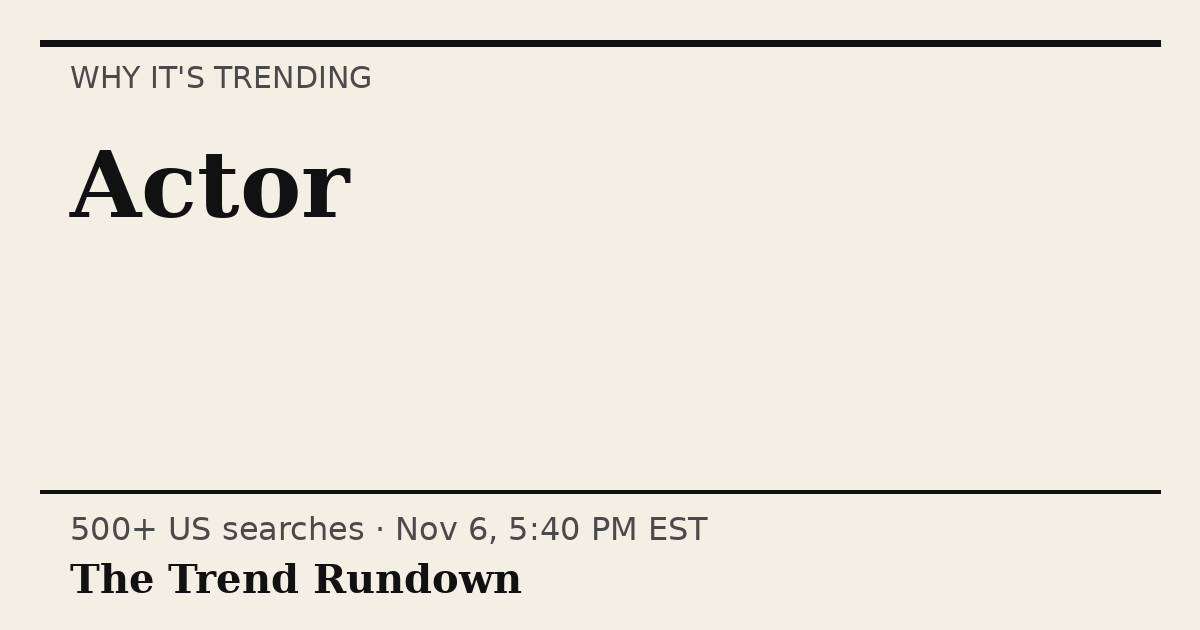 WHY IT'S TRENDING
Actor
500+ US searches · Nov 6, 5:40 PM EST
The Trend Rundown